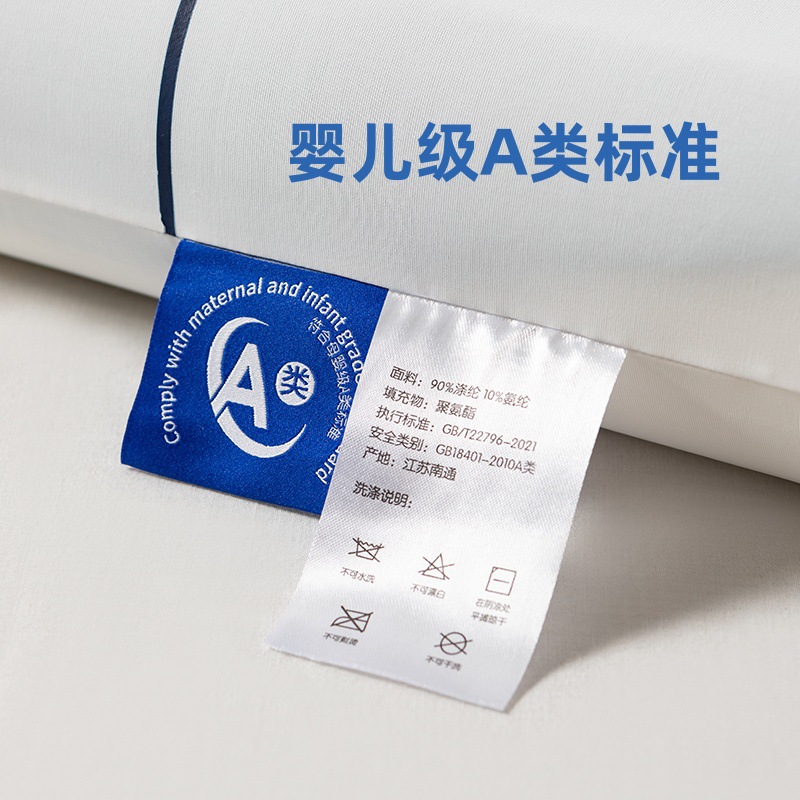 婴儿级A类标准
Comply with maternal and infant grade
符合母婴级A类标准
A类
面料：90%涤纶 10%氨纶
填充物：聚氨酯
执行标准：GB/T22796-2021
安全类别：GB18401-2010A类
产地：江苏南通
洗涤说明：
不可水洗
不可漂白
在阴凉处
平摊晾干
不可熨烫
不可干洗